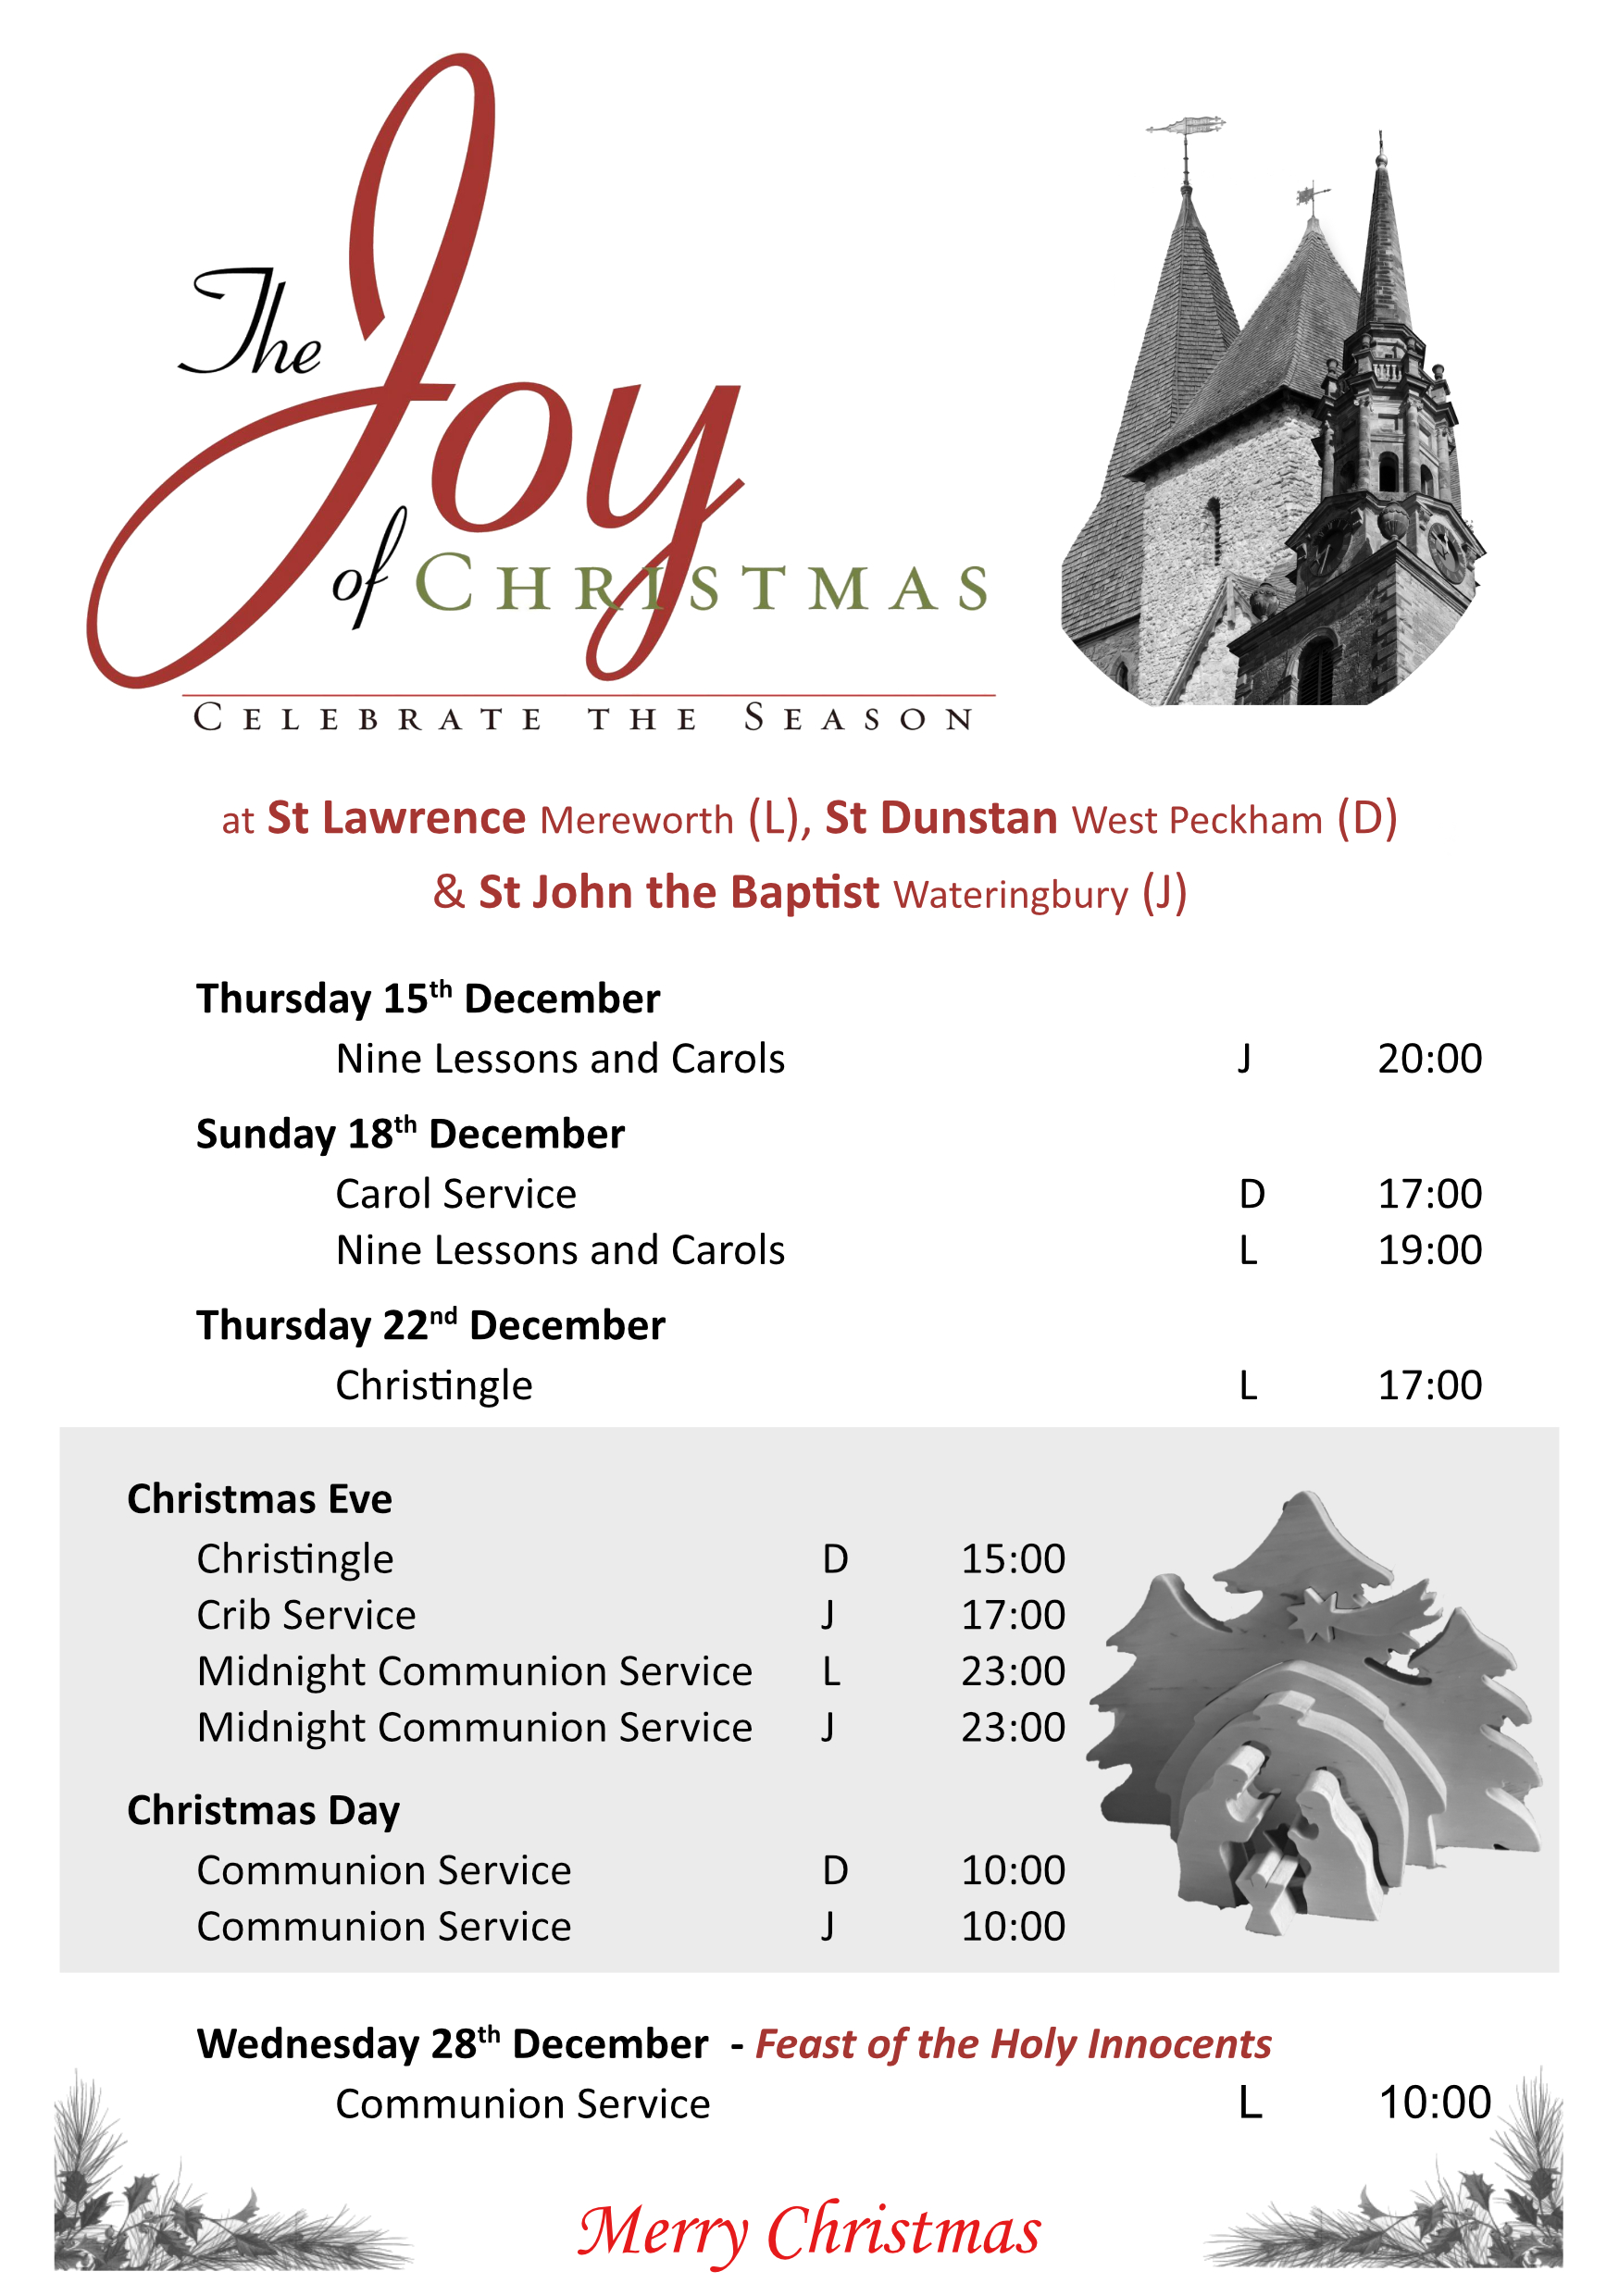 The Joy
of CHRISTMAS
CELEBRATE THE SEASON
at St Lawrence Mereworth (L), St Dunstan West Peckham (D)
& St John the Baptist Wateringbury (J)
Thursday 15th December
Nine Lessons and Carols J 20:00
Sunday 18th December
Carol Service D 17:00
Nine Lessons and Carols L 19:00
Thursday 22nd December
Christingle L 17:00
Christmas Eve
Christingle D 15:00
Crib Service J 17:00
Midnight Communion Service L 23:00
Midnight Communion Service J 23:00
Christmas Day
Communion Service D 10:00
Communion Service J 10:00
Wednesday 28th December - Feast of the Holy Innocents
Communion Service L 10:00
Merry Christmas